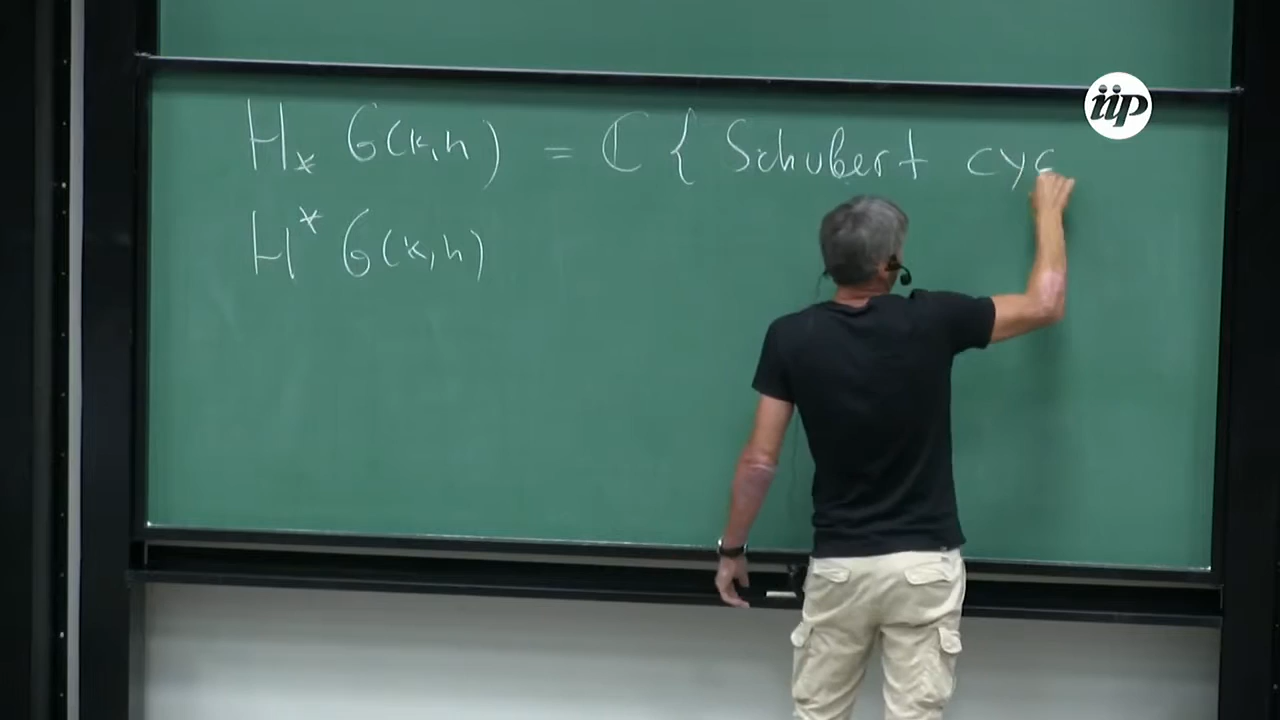 H_* G(k,n) = ℂ { Schubert cyc
H^* G(k,n)
iip